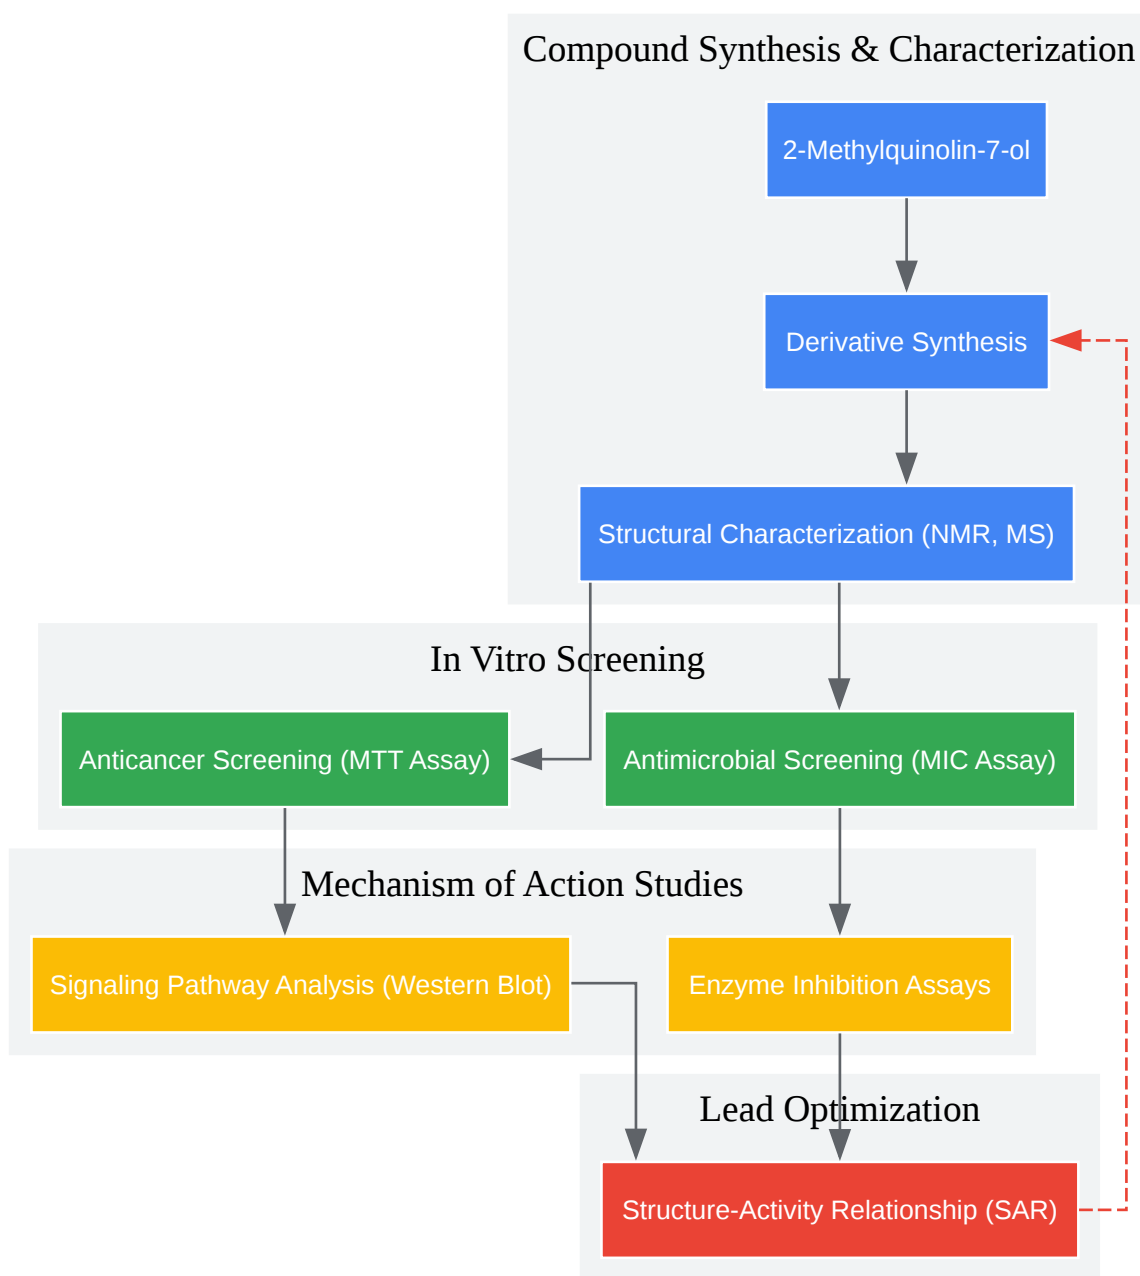 Compound Synthesis & Characterization
2-Methylquinolin-7-ol
Derivative Synthesis
Structural Characterization (NMR, MS)
In Vitro Screening
Anticancer Screening (MTT Assay)
Antimicrobial Screening (MIC Assay)
Mechanism of Action Studies
Signaling Pathway Analysis (Western Blot)
Enzyme Inhibition Assays
Lead Optimization
Structure-Activity Relationship (SAR)